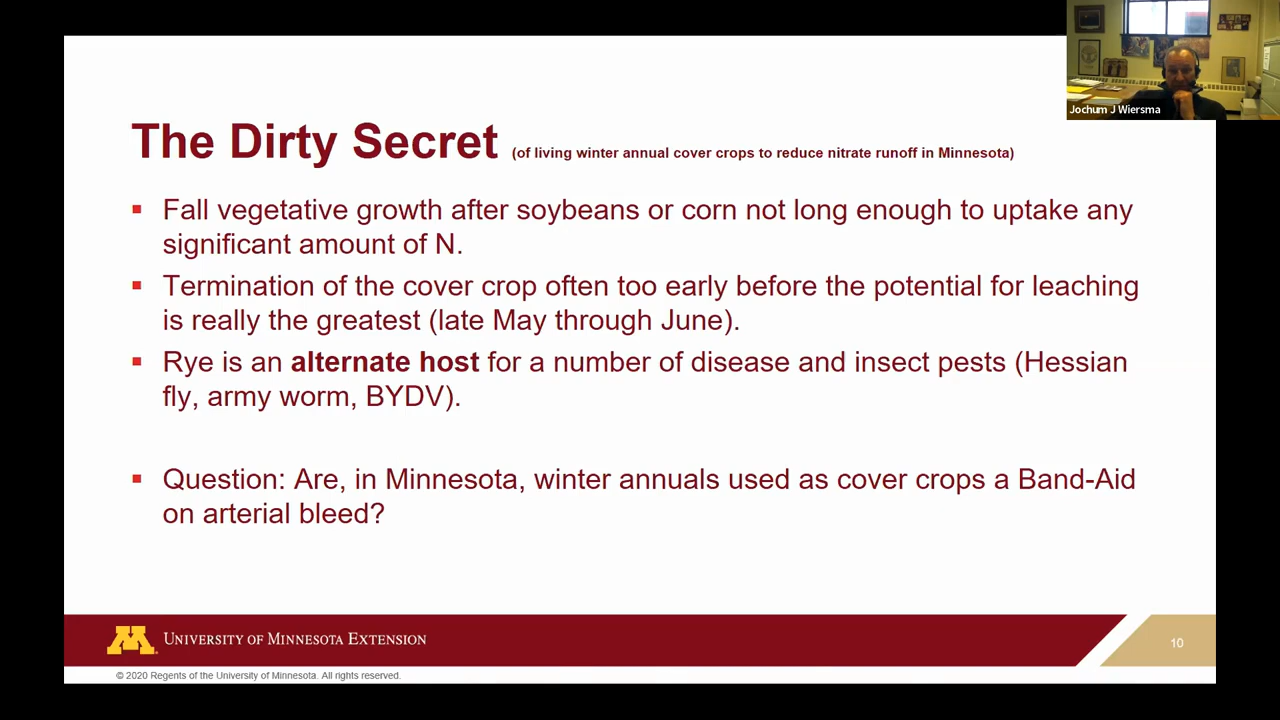 Jochum J Wiersma
The Dirty Secret (of living winter annual cover crops to reduce nitrate runoff in Minnesota)
▪ Fall vegetative growth after soybeans or corn not long enough to uptake any
significant amount of N.
▪ Termination of the cover crop often too early before the potential for leaching
is really the greatest (late May through June).
▪ Rye is an alternate host for a number of disease and insect pests (Hessian
fly, army worm, BYDV).
▪ Question: Are, in Minnesota, winter annuals used as cover crops a Band-Aid
on arterial bleed?
M UNIVERSITY OF MINNESOTA EXTENSION
10
© 2020 Regents of the University of Minnesota. All rights reserved.